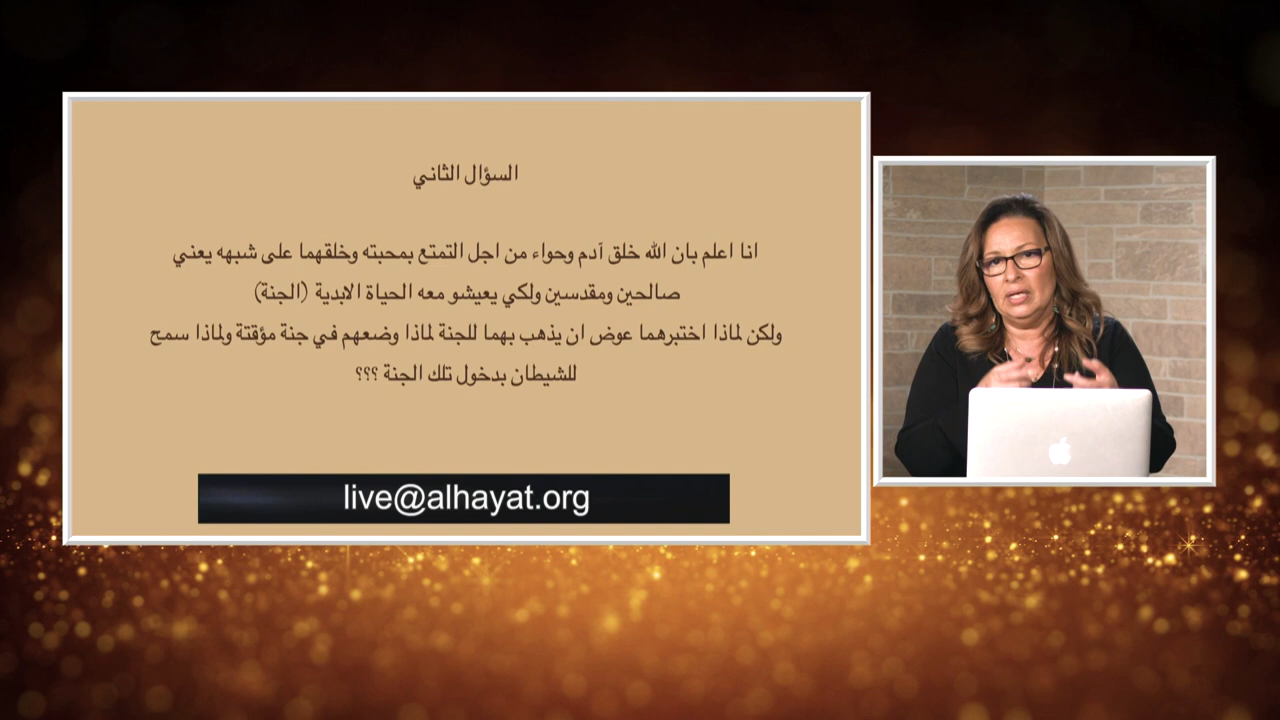 السؤال الثاني
انا اعلم بان الله خلق آدم وحواء من اجل التمتع بمحبته وخلقهما على شبهه يعني
صالحين ومقدسين ولكي يعيشو معه الحياة الابدية (الجنة)
ولكن لماذا اختبرهما عوض ان يذهب بهما للجنة لماذا وضعهم في جنة مؤقتة ولماذا سمح
للشيطان بدخول تلك الجنة ؟؟؟
live@alhayat.org